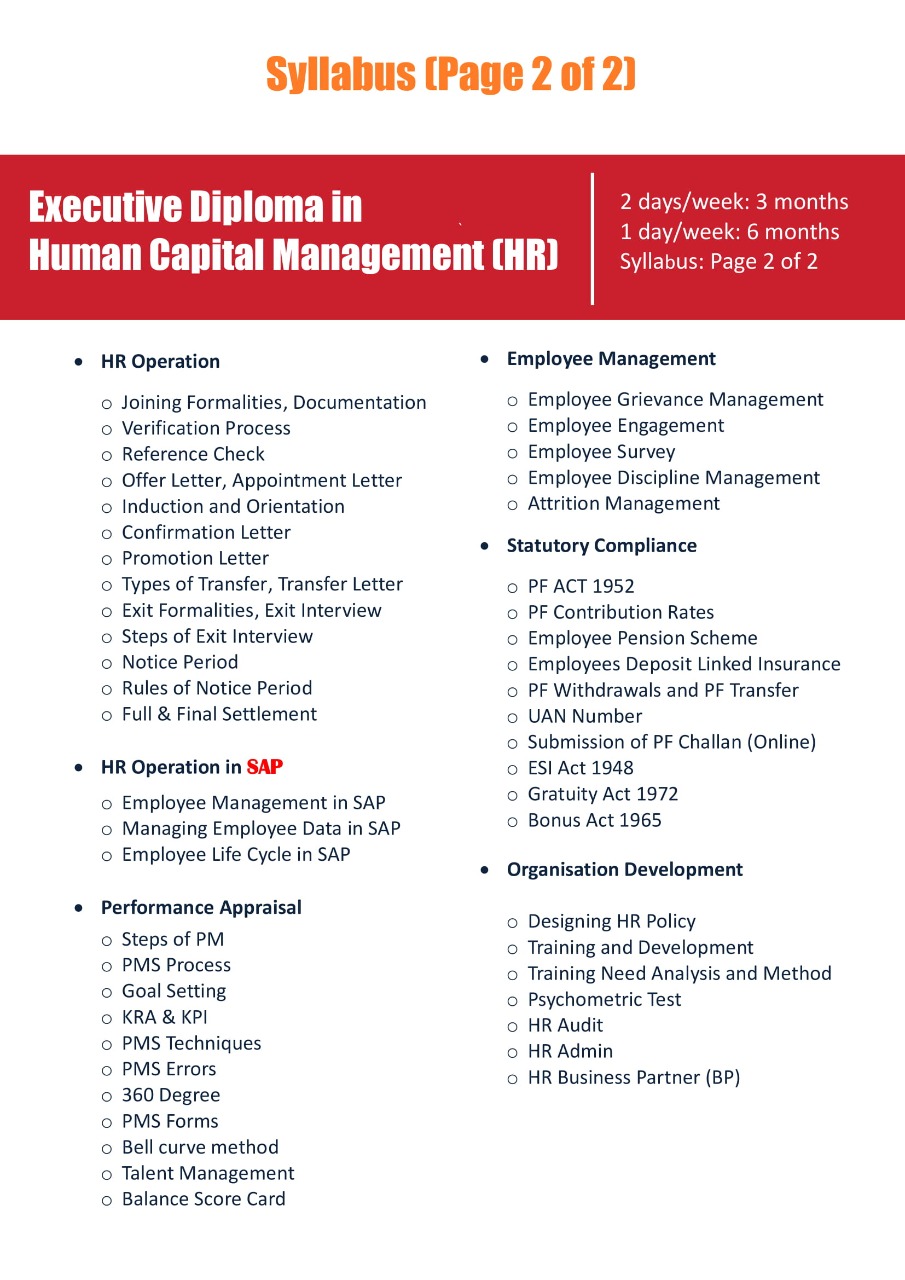 Syllabus (Page 2 of 2)
Executive Diploma in
Human Capital Management (HR)
2 days/week: 3 months
1 day/week: 6 months
Syllabus: Page 2 of 2
• HR Operation
o Joining Formalities, Documentation
o Verification Process
o Reference Check
o Offer Letter, Appointment Letter
o Induction and Orientation
o Confirmation Letter
o Promotion Letter
o Types of Transfer, Transfer Letter
o Exit Formalities, Exit Interview
o Steps of Exit Interview
o Notice Period
o Rules of Notice Period
o Full & Final Settlement
• HR Operation in SAP
o Employee Management in SAP
o Managing Employee Data in SAP
o Employee Life Cycle in SAP
• Performance Appraisal
o Steps of PM
o PMS Process
o Goal Setting
o KRA & KPI
o PMS Techniques
o PMS Errors
o 360 Degree
o PMS Forms
o Bell curve method
o Talent Management
o Balance Score Card
• Employee Management
o Employee Grievance Management
o Employee Engagement
o Employee Survey
o Employee Discipline Management
o Attrition Management
• Statutory Compliance
o PF ACT 1952
o PF Contribution Rates
o Employee Pension Scheme
o Employees Deposit Linked Insurance
o PF Withdrawals and PF Transfer
o UAN Number
o Submission of PF Challan (Online)
o ESI Act 1948
o Gratuity Act 1972
o Bonus Act 1965
• Organisation Development
o Designing HR Policy
o Training and Development
o Training Need Analysis and Method
o Psychometric Test
o HR Audit
o HR Admin
o HR Business Partner (BP)